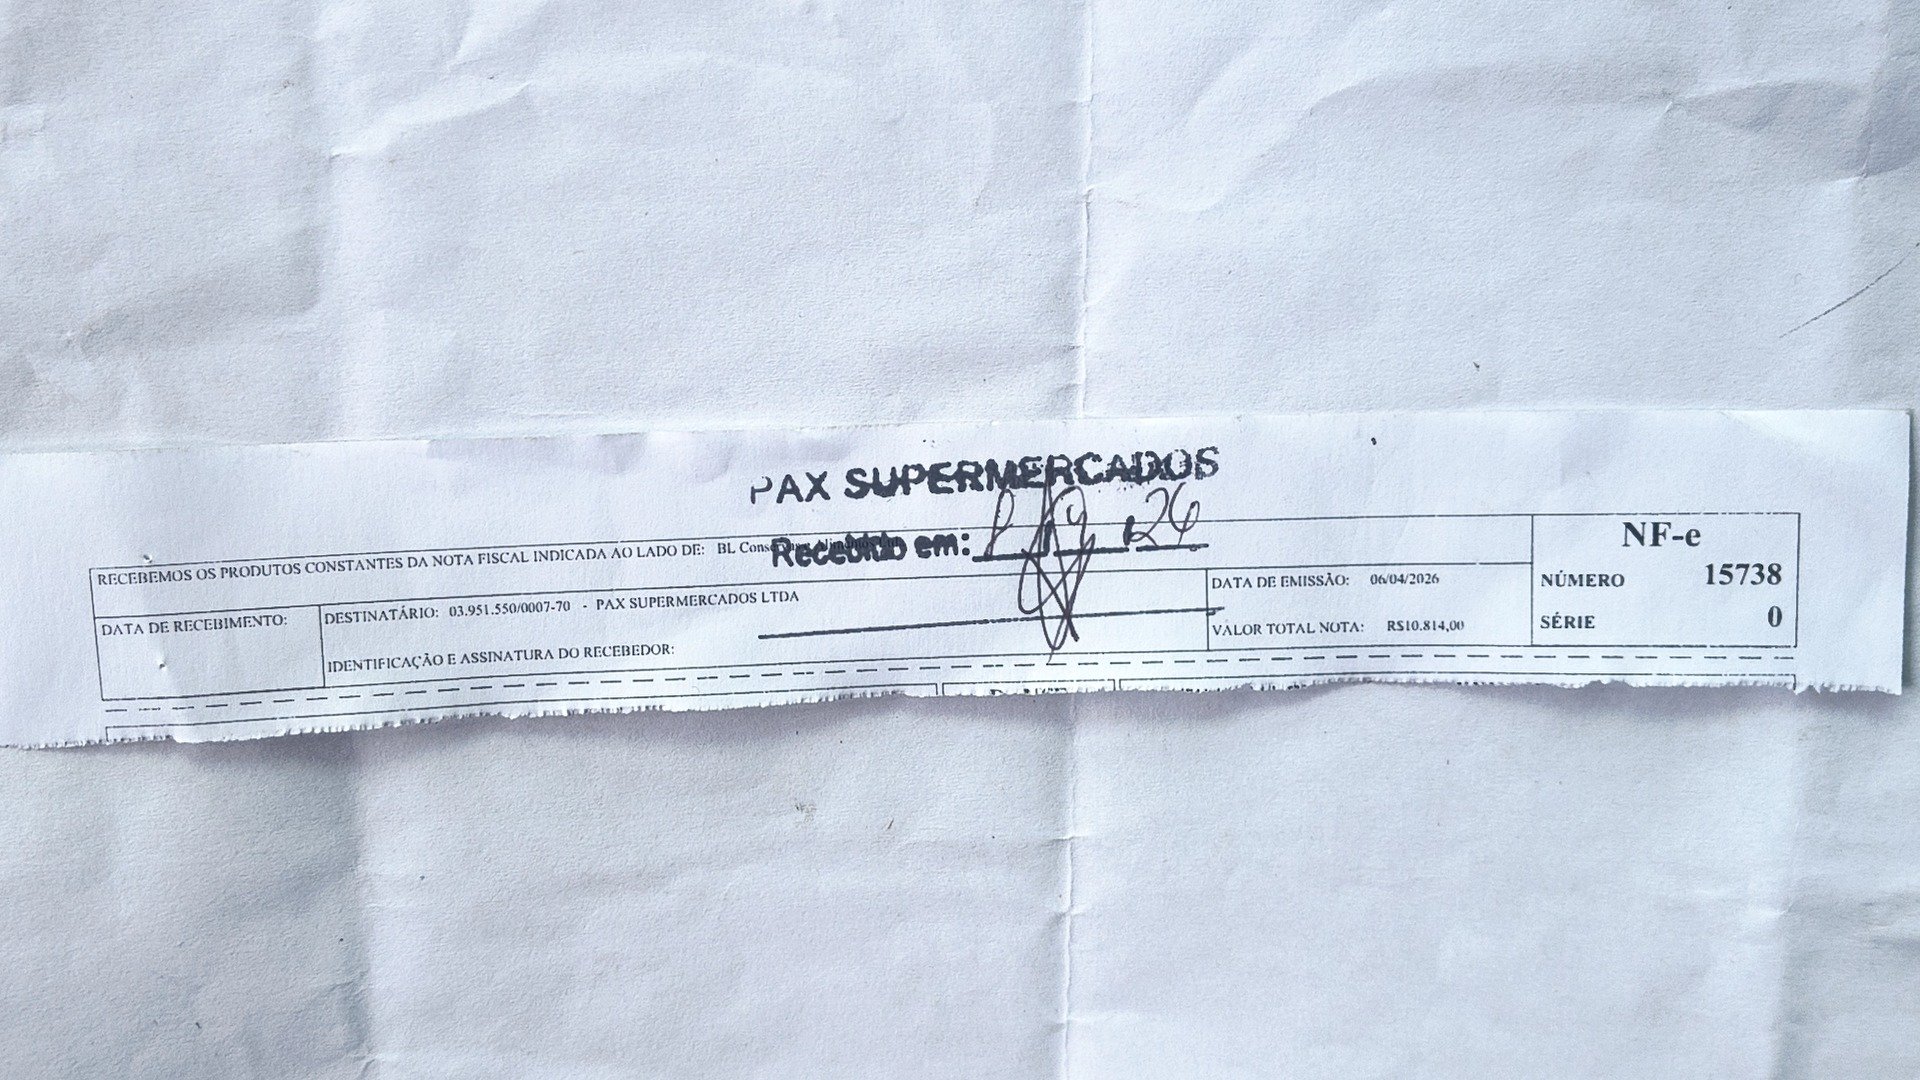 PAX SUPERMERCADOS
Recebido em: 26
RECEBEMOS OS PRODUTOS CONSTANTES DA NOTA FISCAL INDICADA AO LADO DE: BL
DATA DE RECEBIMENTO:
DESTINATÁRIO: 03.951.550/0007-70 - PAX SUPERMERCADOS LTDA
IDENTIFICAÇÃO E ASSINATURA DO RECEBEDOR:
DATA DE EMISSÃO: 06/04/2026
VALOR TOTAL NOTA: R$10.814,00
NF-e
NÚMERO 15738
SÉRIE 0